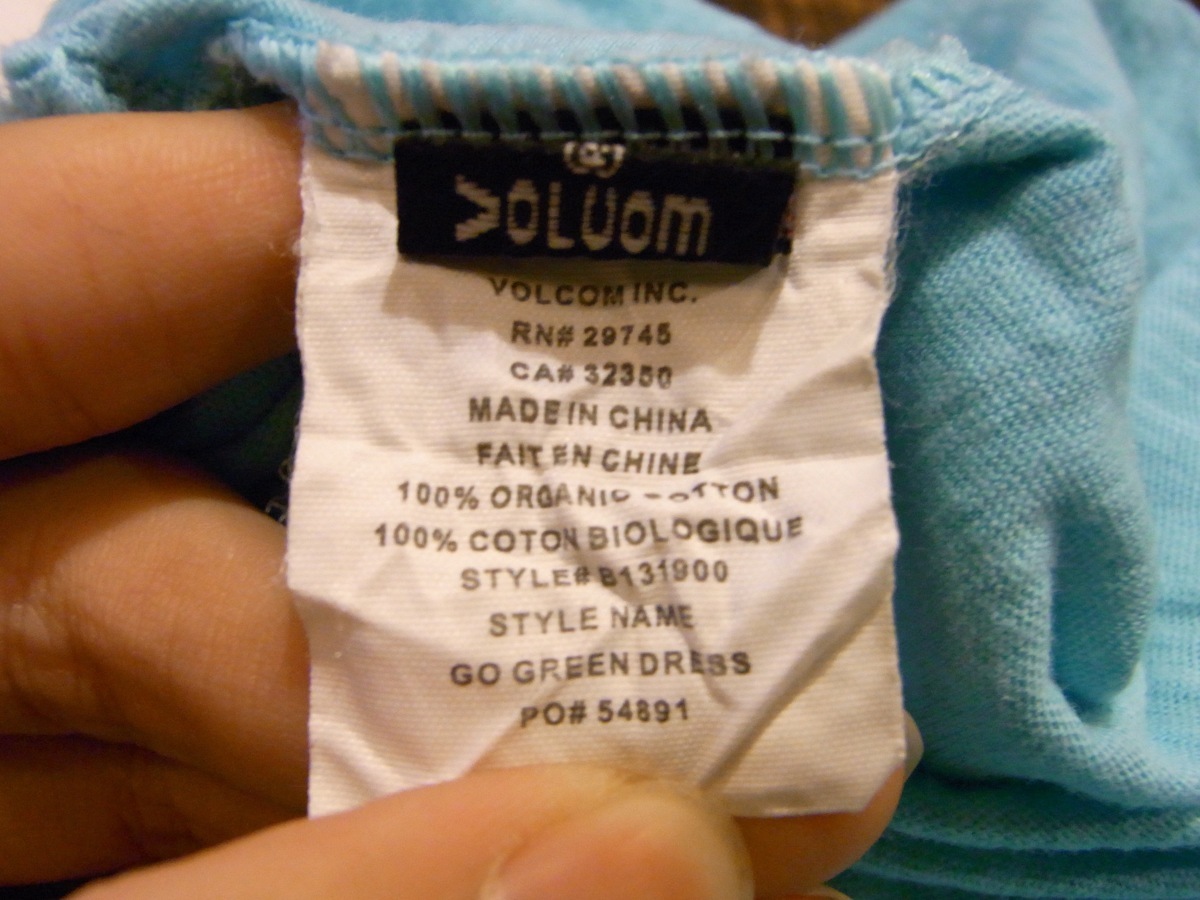 VOLCOM
VOLCOM INC.
RN# 29745
CA# 32350
MADE IN CHINA
FAIT EN CHINE
100% ORGANIC COTTON
100% COTON BIOLOGIQUE
STYLE# B131900
STYLE NAME
GO GREEN DRESS
PO# 54891